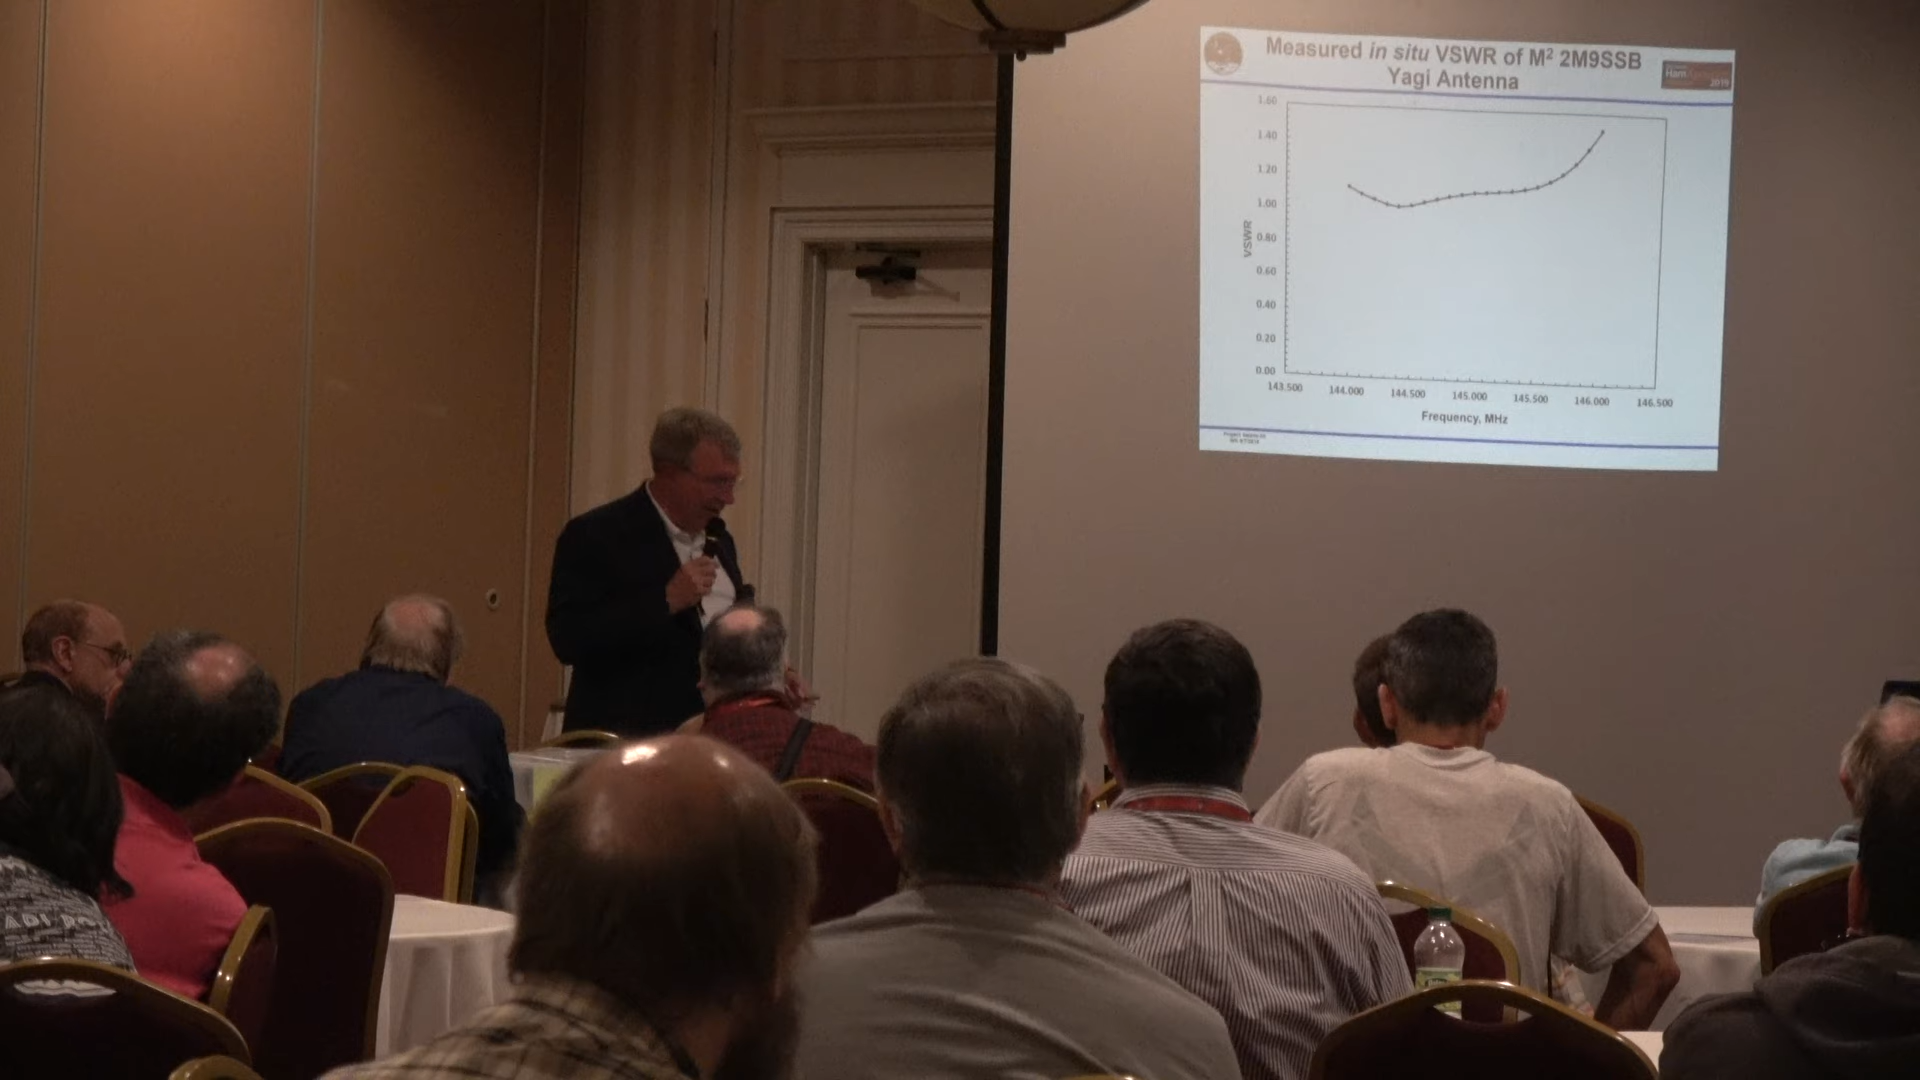 Measured in situ VSWR of M² 2M9SSB
Yagi Antenna
Ham
2019
1.60
1.40
1.20
1.00
0.80
0.60
0.40
0.20
0.00
VSWR
143.500 144.000 144.500 145.000 145.500 146.000 146.500
Frequency, MHz